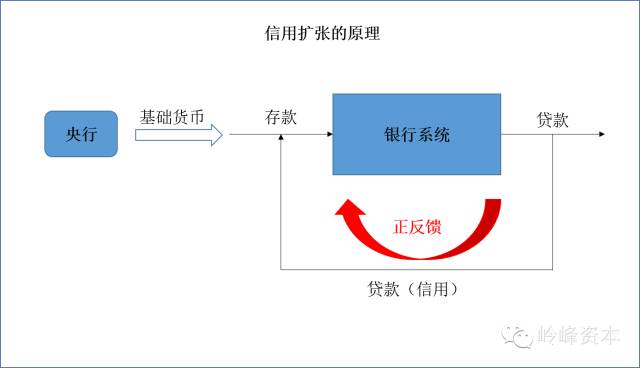 信用扩张的原理
央行
基础货币
存款
银行系统
贷款
正反馈
贷款（信用）
岭峰资本